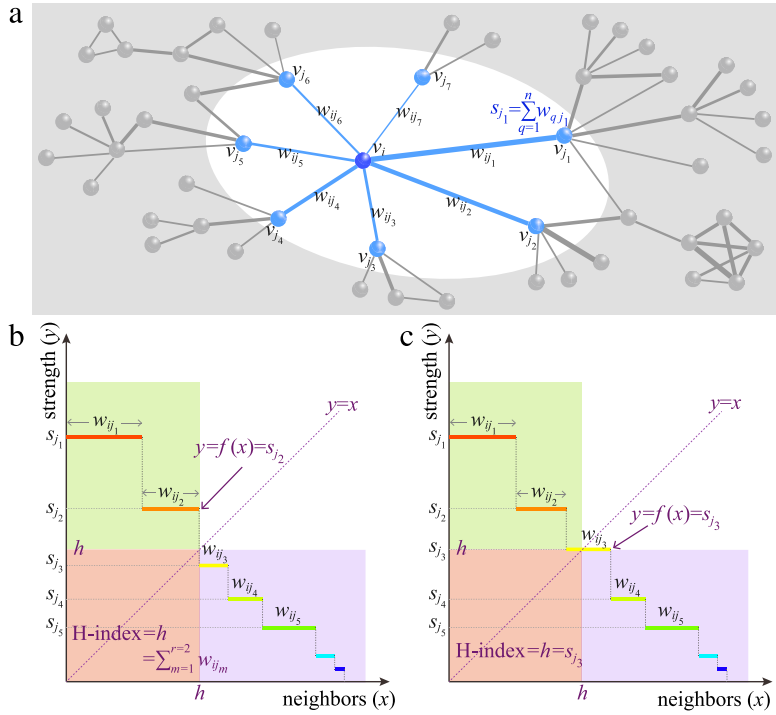 a
v_{j_6}
v_{j_7}
w_{ij_6}
w_{ij_7}
s_{j_1}=\sum_{q=1}^{n} w_{qj_1}
v_{j_5}
w_{ij_5}
v_i
w_{ij_1}
v_{j_1}
w_{ij_4}
w_{ij_3}
w_{ij_2}
v_{j_4}
v_{j_3}
v_{j_2}
b
strength (y)
w_{ij_1}
s_{j_1}
y=x
y=f(x)=s_{j_2}
w_{ij_2}
s_{j_2}
h
w_{ij_3}
s_{j_3}
w_{ij_4}
s_{j_4}
w_{ij_5}
s_{j_5}
H-index=h
=\sum_{m=1}^{r=2} w_{ij_m}
h
neighbors (x)
c
strength (y)
w_{ij_1}
s_{j_1}
y=x
w_{ij_2}
s_{j_2}
y=f(x)=s_{j_3}
w_{ij_3}
s_{j_3}
h
w_{ij_4}
s_{j_4}
w_{ij_5}
s_{j_5}
H-index=h=s_{j_3}
h
neighbors (x)